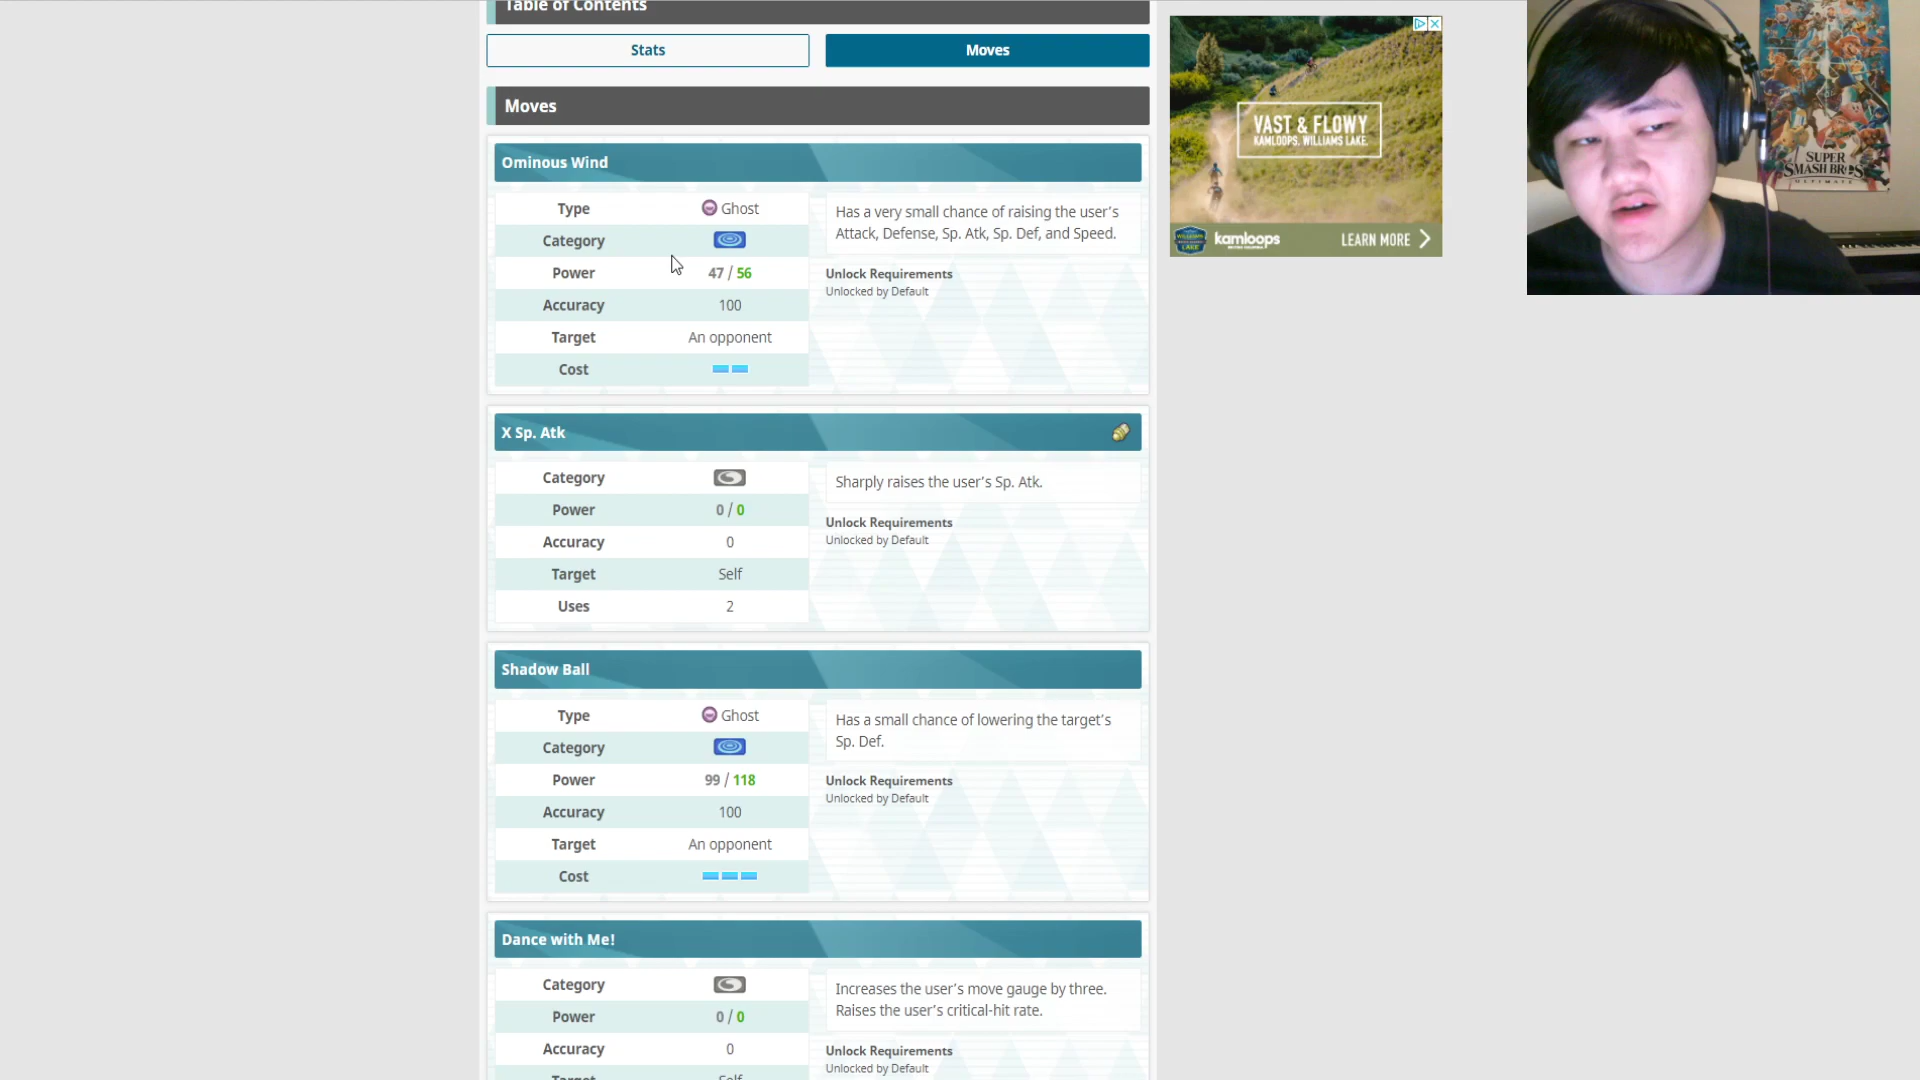 Table of Contents
Stats
Moves
Moves
Ominous Wind
Type Ghost
Category
Power 47 / 56
Accuracy 100
Target An opponent
Cost
Has a very small chance of raising the user's
Attack, Defense, Sp. Atk, Sp. Def, and Speed.
Unlock Requirements
Unlocked by Default
X Sp. Atk
Category
Power 0 / 0
Accuracy 0
Target Self
Uses 2
Sharply raises the user's Sp. Atk.
Unlock Requirements
Unlocked by Default
Shadow Ball
Type Ghost
Category
Power 99 / 118
Accuracy 100
Target An opponent
Cost
Has a small chance of lowering the target's
Sp. Def.
Unlock Requirements
Unlocked by Default
Dance with Me!
Category
Power 0 / 0
Accuracy 0
Target Self
Increases the user's move gauge by three.
Raises the user's critical-hit rate.
Unlock Requirements
Unlocked by Default
VAST & FLOWY
KAMLOOPS, WILLIAMS LAKE.
WILLIAMS
LAKE
kamloops
LEARN MORE
SUPER
SMASH BROS
ULTIMATE